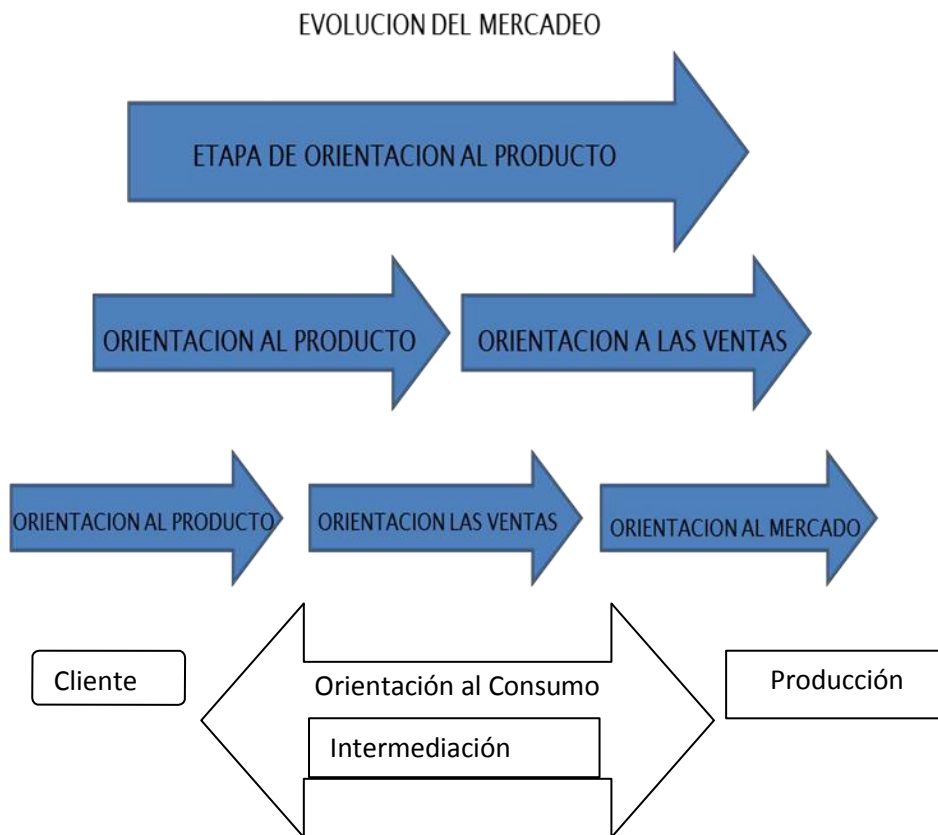 EVOLUCION DEL MERCADEO
ETAPA DE ORIENTACION AL PRODUCTO
ORIENTACION AL PRODUCTO
ORIENTACION A LAS VENTAS
ORIENTACION AL PRODUCTO
ORIENTACION LAS VENTAS
ORIENTACION AL MERCADO
Cliente
Orientación al Consumo
Producción
Intermediación